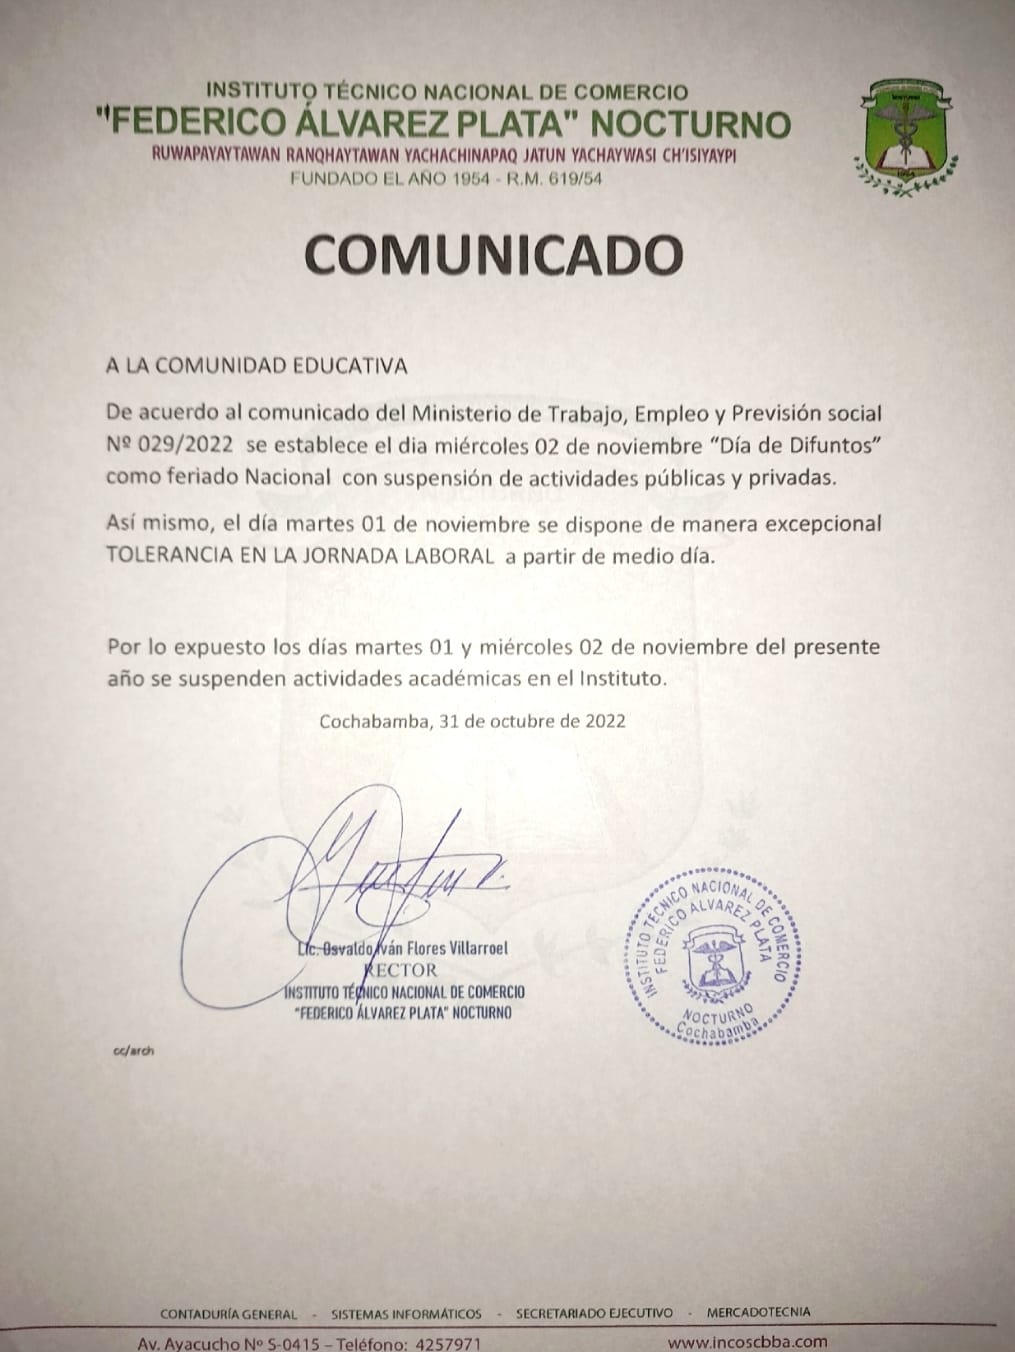 INSTITUTO TÉCNICO NACIONAL DE COMERCIO
"FEDERICO ÁLVAREZ PLATA" NOCTURNO
RUWAPAYAYTAWAN RANQHAYTAWAN YACHACHINAPAQ JATUN YACHAYWASI CH'ISIYAYPI
FUNDADO EL AÑO 1954 - R.M. 619/54
1954
COMUNICADO
A LA COMUNIDAD EDUCATIVA
De acuerdo al comunicado del Ministerio de Trabajo, Empleo y Previsión social
Nº 029/2022 se establece el dia miércoles 02 de noviembre “Día de Difuntos”
como feriado Nacional con suspensión de actividades públicas y privadas.
Así mismo, el día martes 01 de noviembre se dispone de manera excepcional
TOLERANCIA EN LA JORNADA LABORAL a partir de medio día.
Por lo expuesto los días martes 01 y miércoles 02 de noviembre del presente
año se suspenden actividades académicas en el Instituto.
Cochabamba, 31 de octubre de 2022
Lic. Osvaldo Iván Flores Villarroel
RECTOR
INSTITUTO TÉCNICO NACIONAL DE COMERCIO
"FEDERICO ÁLVAREZ PLATA" NOCTURNO
INSTITUTO TÉCNICO NACIONAL DE COMERCIO
FEDERICO ALVAREZ PLATA
NOCTURNO
Cochabamba
cc/arch
CONTADURÍA GENERAL - SISTEMAS INFORMÁTICOS - SECRETARIADO EJECUTIVO - MERCADOTECNIA
Av. Ayacucho Nº S-0415 – Teléfono: 4257971
www.incoscbba.com